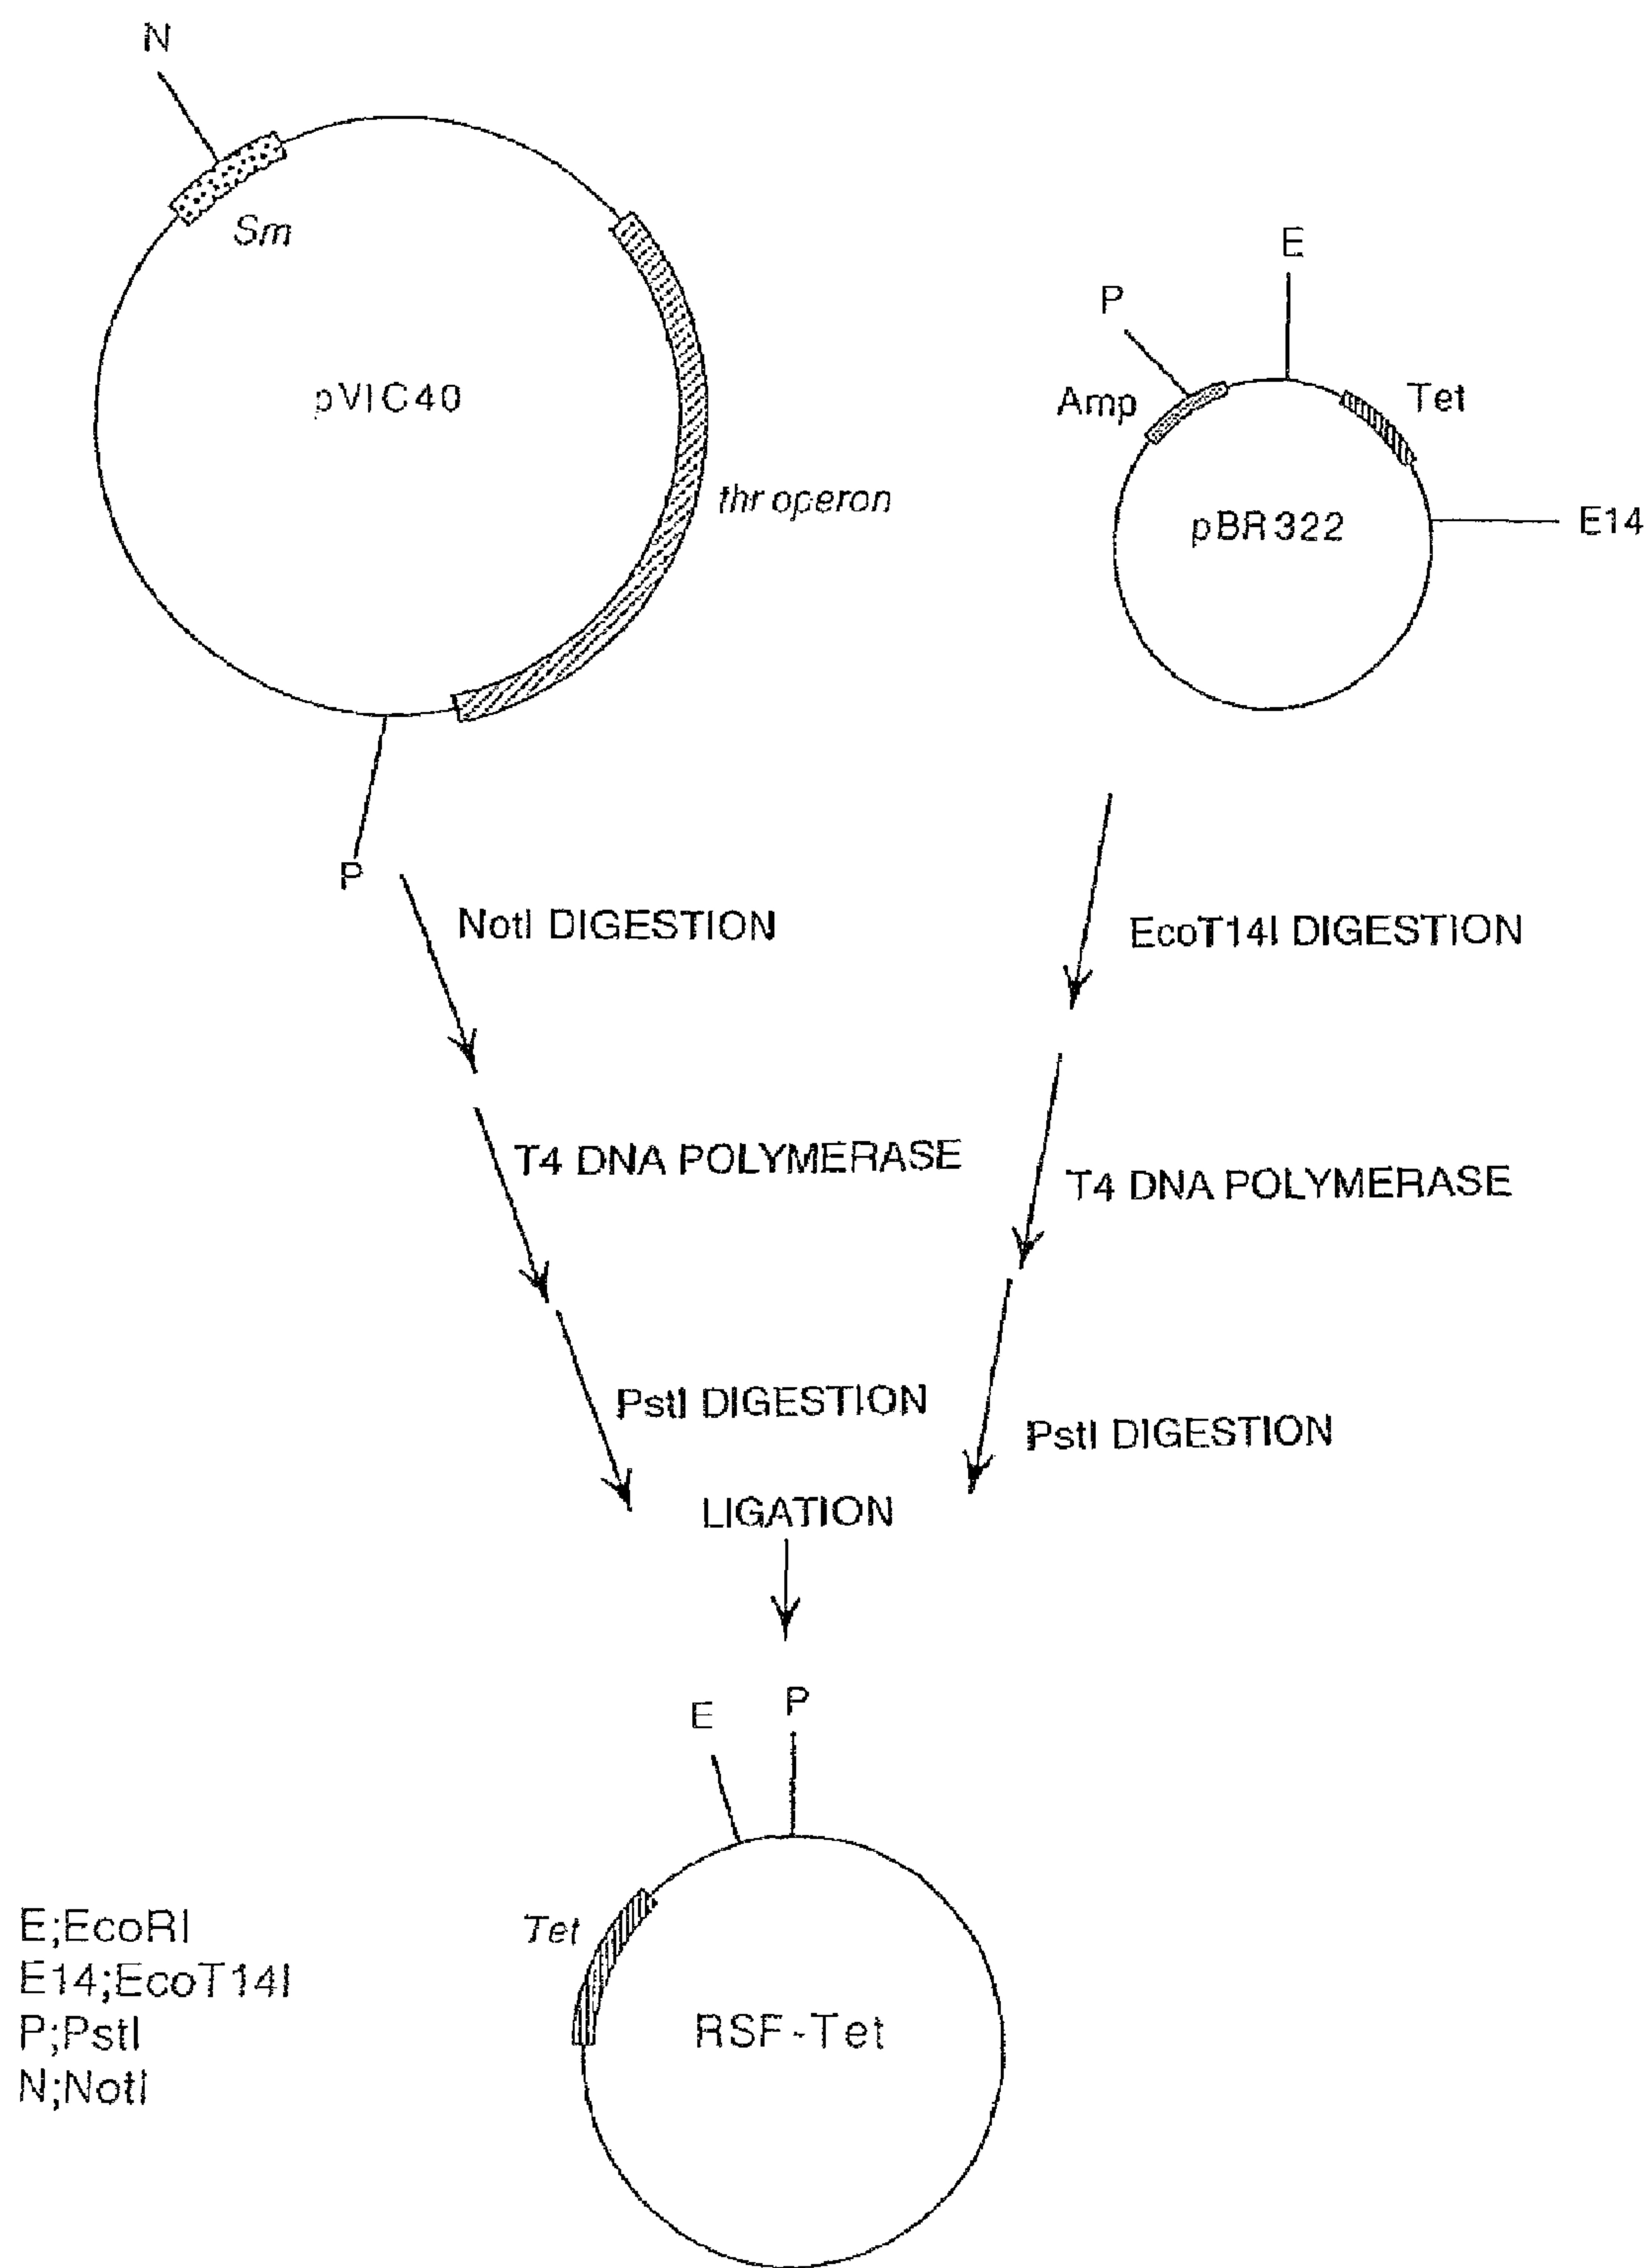 N
Sm
pVIC40
thr operon
P
E
P
Amp
Tet
pBR322
E14
NotI DIGESTION
EcoT14I DIGESTION
T4 DNA POLYMERASE
T4 DNA POLYMERASE
PstI DIGESTION
PstI DIGESTION
LIGATION
E
P
Tet
RSF-Tet
E;EcoRI
E14;EcoT14I
P;PstI
N;NotI